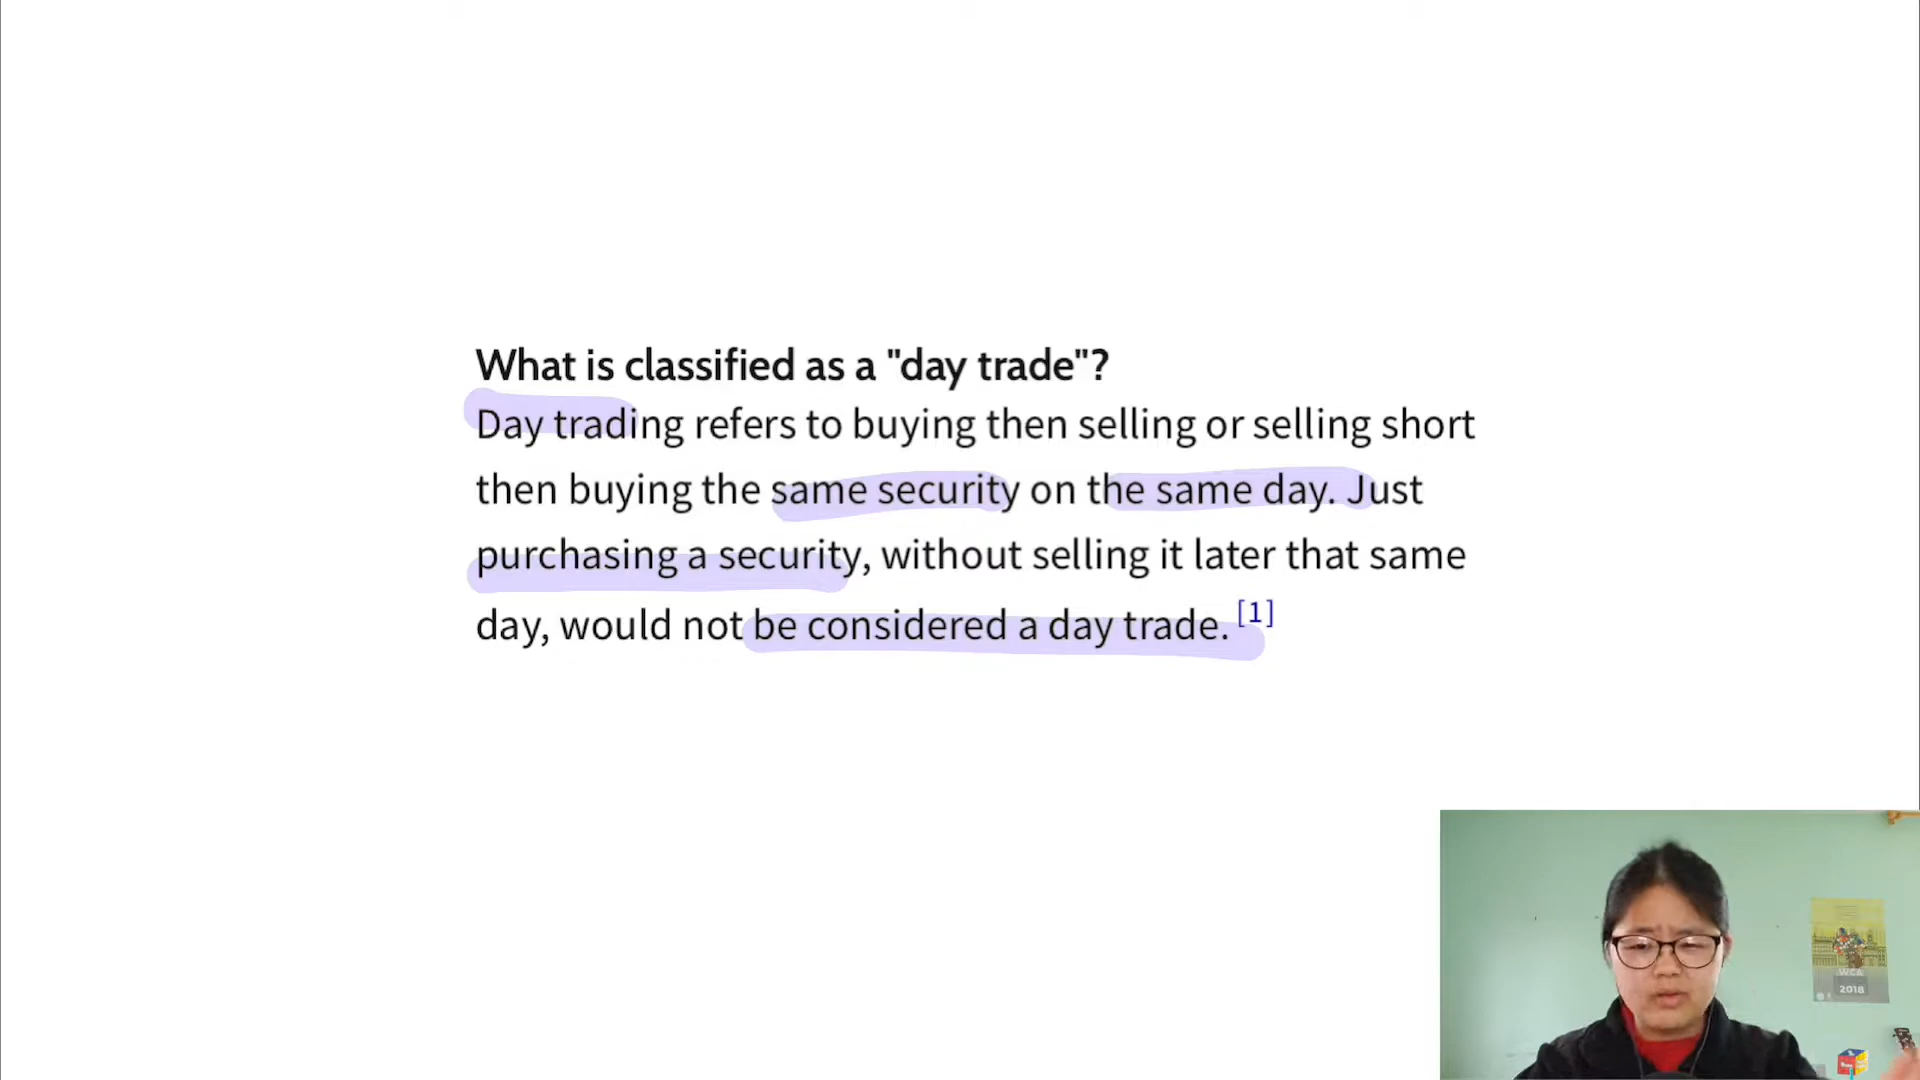 What is classified as a "day trade"?
Day trading refers to buying then selling or selling short
then buying the same security on the same day. Just
purchasing a security, without selling it later that same
day, would not be considered a day trade. [1]
WCA
2018